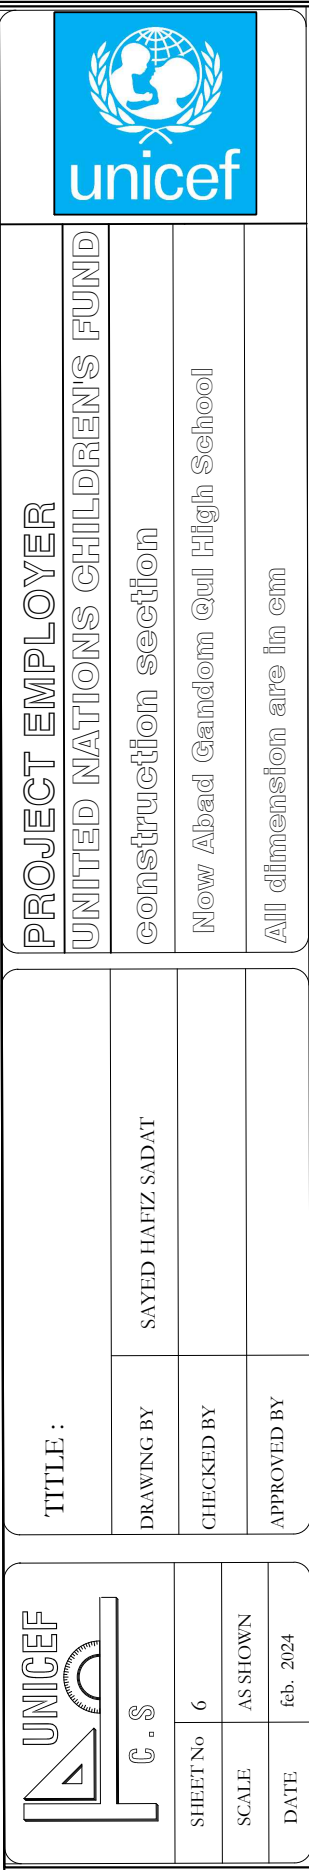 unicef
PROJECT EMPLOYER
UNITED NATIONS CHILDREN'S FUND
construction section
Now Abad Gandom Qul High School
All dimension are in cm
TITLE :
DRAWING BY SAYED HAFIZ SADAT
CHECKED BY
APPROVED BY
UNICEF
C.S
SHEET No 6
SCALE AS SHOWN
DATE feb. 2024